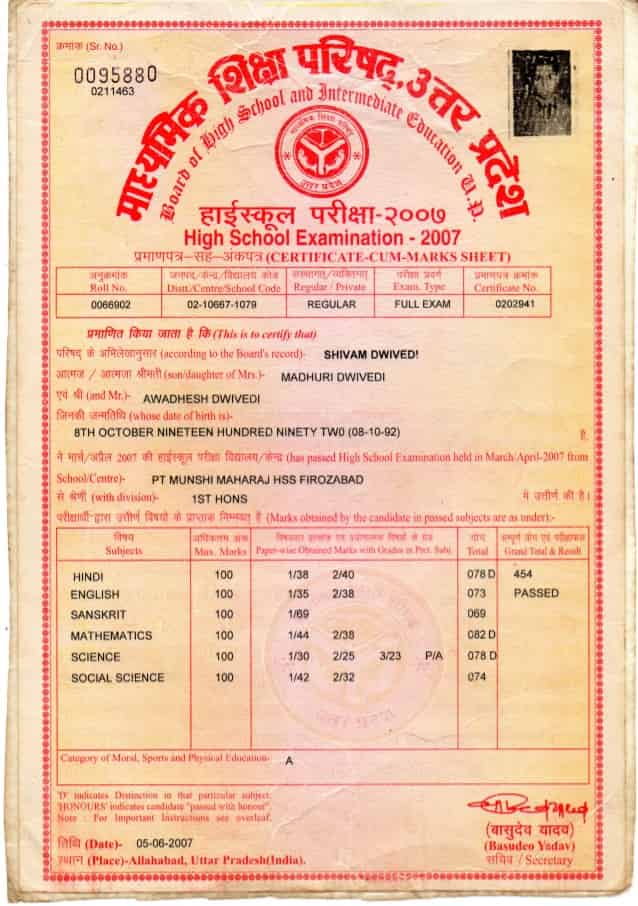 क्रमांक (Sr. No.)
0095880
0211463
माध्यमिक शिक्षा परिषद्, उत्तर प्रदेश
Board of High School and Intermediate Education U.P.
माध्यमिक शिक्षा परिषद्
उत्तर प्रदेश
हाईस्कूल परीक्षा-२००७
High School Examination - 2007
प्रमाणपत्र-सह-अंकपत्र (CERTIFICATE-CUM-MARKS SHEET)
अनुक्रमांक जनपद/केन्द्र/विद्यालय कोड संस्थागत/व्यक्तिगत परीक्षा प्रवर्ग प्रमाणपत्र क्रमांक
Roll No. Distt./Centre/School Code Regular / Private Exam. Type Certificate No.
0066902 02-10667-1079 REGULAR FULL EXAM 0202941
प्रमाणित किया जाता है कि (This is to certify that)
परिषद् के अभिलेखानुसार (according to the Board's record)- SHIVAM DWIVEDI
आत्मज / आत्मजा श्रीमती (son/daughter of Mrs.)- MADHURI DWIVEDI
एवं श्री (and Mr.)- AWADHESH DWIVEDI
जिनकी जन्मतिथि (whose date of birth is)-
8TH OCTOBER NINETEEN HUNDRED NINETY TW0 (08-10-92) है,
ने मार्च/अप्रैल 2007 की हाईस्कूल परीक्षा विद्यालय/केन्द्र (has passed High School Examination held in March/April-2007 from
School/Centre)- PT MUNSHI MAHARAJ HSS FIROZABAD
से श्रेणी (with division)- 1ST HONS में उत्तीर्ण की है।
परीक्षार्थी द्वारा उत्तीर्ण विषयों के प्राप्तांक निम्नवत् हैं (Marks obtained by the candidate in passed subjects are as under):-
विषय अधिकतम अंक विषयवार प्राप्तांक एवं प्रयोगात्मक विषयों के ग्रेड योग सम्पूर्ण योग एवं परीक्षाफल
Subjects Max. Marks Paper-wise Obtained Marks with Grades in Pract. Subj. Total Grand Total & Result
HINDI 100 1/38 2/40 078 D 454
ENGLISH 100 1/35 2/38 073 PASSED
SANSKRIT 100 1/69 069
MATHEMATICS 100 1/44 2/38 082 D
SCIENCE 100 1/30 2/25 3/23 P/A 078 D
SOCIAL SCIENCE 100 1/42 2/32 074
Category of Moral, Sports and Physical Education- A
'D' indicates Distinction in that particular subject.
'HONOURS' indicates candidate "passed with honour".
Note : For Important Instructions see overleaf.
(वासुदेव यादव)
तिथि (Date)- 05-06-2007 (Basudeo Yadav)
स्थान (Place)-Allahabad, Uttar Pradesh(India). सचिव / Secretary